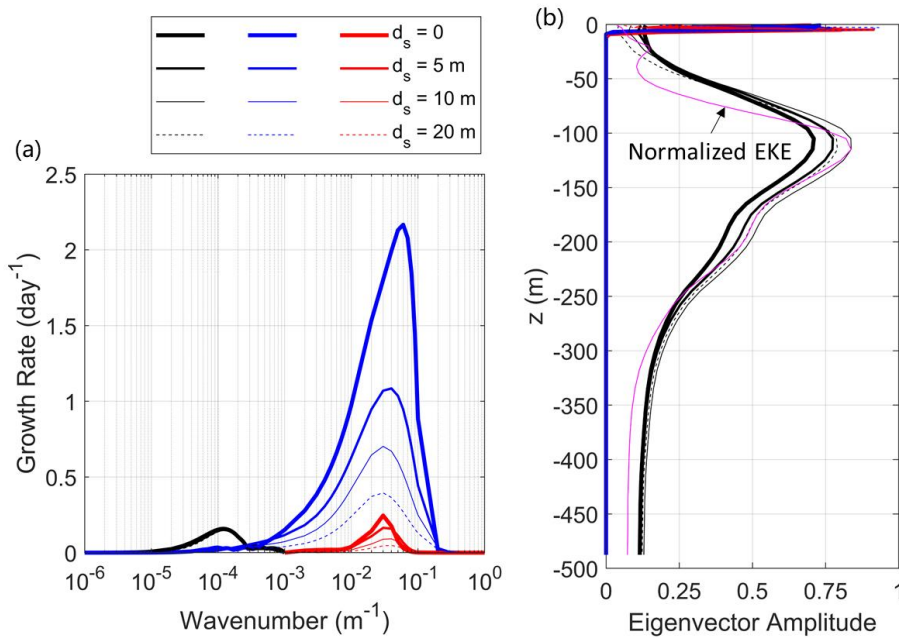 d_s = 0
d_s = 5 m
d_s = 10 m
d_s = 20 m
(a)
2.5
2
1.5
1
0.5
0
Growth Rate (day^-1)
10^-6 10^-5 10^-4 10^-3 10^-2 10^-1 10^0
Wavenumber (m^-1)
(b)
0
-50
-100
-150
-200
-250
-300
-350
-400
-450
-500
z (m)
Normalized EKE
0 0.25 0.5 0.75 1
Eigenvector Amplitude